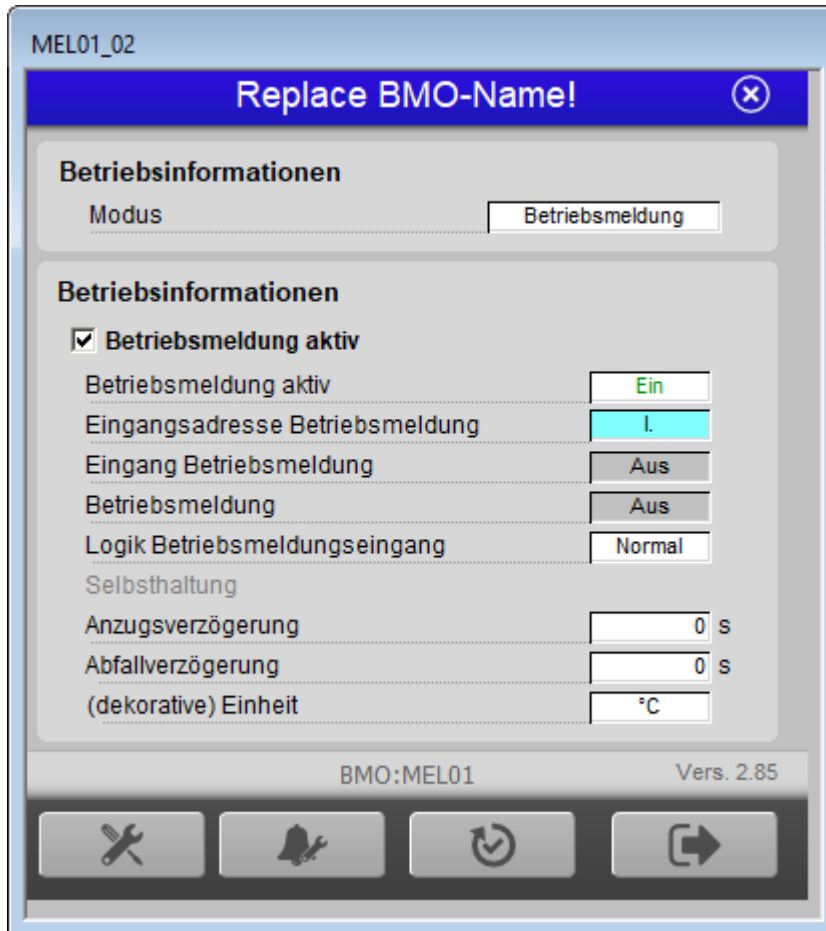 MEL01_02
Replace BMO-Name!
Betriebsinformationen
Modus Betriebsmeldung
Betriebsinformationen
Betriebsmeldung aktiv
Betriebsmeldung aktiv Ein
Eingangsadresse Betriebsmeldung I.
Eingang Betriebsmeldung Aus
Betriebsmeldung Aus
Logik Betriebsmeldungseingang Normal
Selbsthaltung
Anzugsverzögerung 0 s
Abfallverzögerung 0 s
(dekorative) Einheit °C
BMO:MEL01 Vers. 2.85